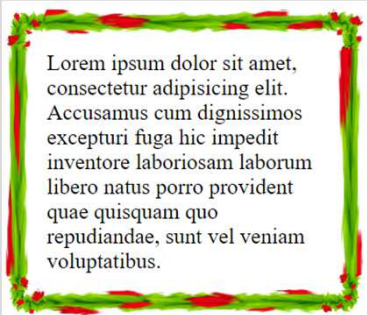 Lorem ipsum dolor sit amet,
consectetur adipisicing elit.
Accusamus cum dignissimos
excepturi fuga hic impedit
inventore laboriosam laborum
libero natus porro provident
quae quisquam quo
repudiandae, sunt vel veniam
voluptatibus.